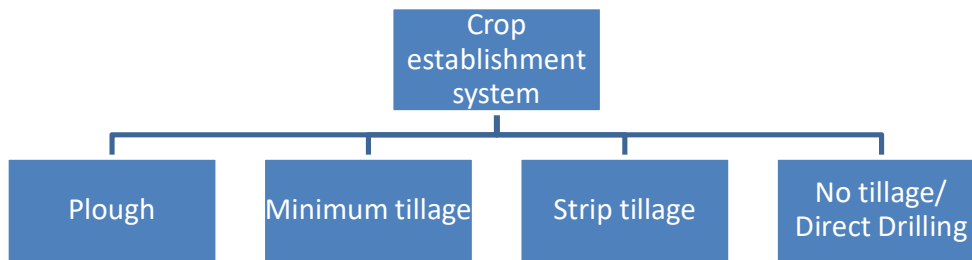 Crop
establishment
system
Plough
Minimum tillage
Strip tillage
No tillage/
Direct Drilling